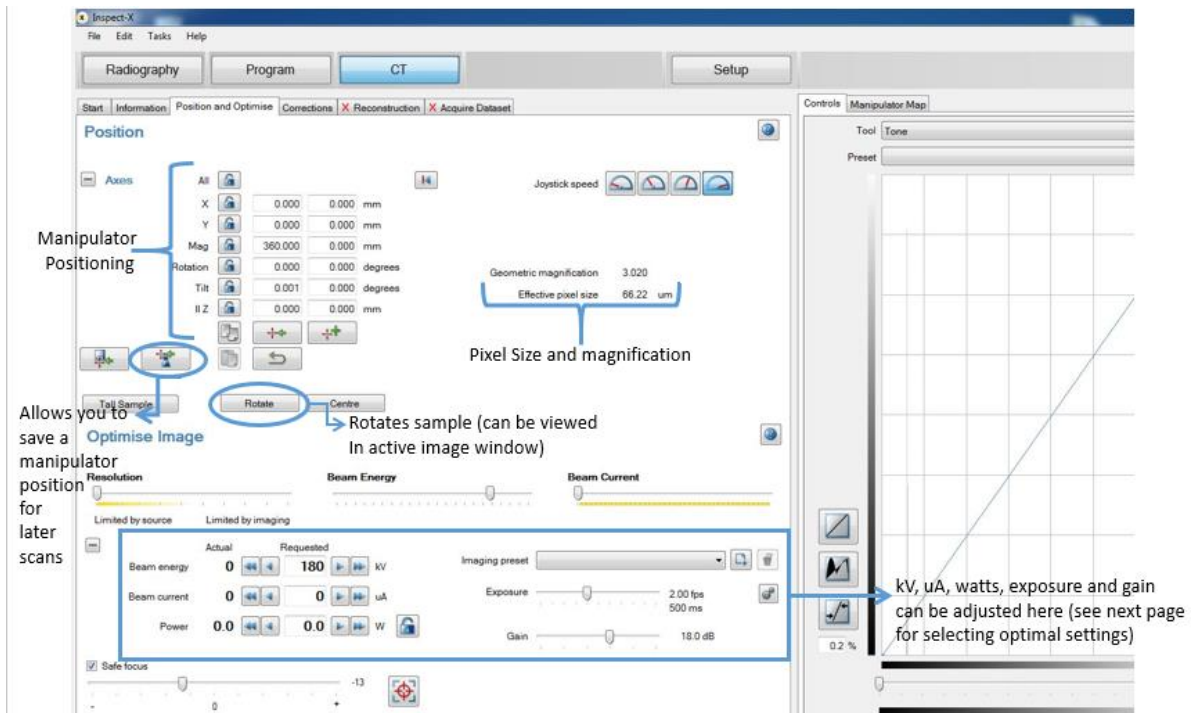 Inspect-X
File Edit Tasks Help
Radiography Program CT Setup
Start Information Position and Optimise Corrections X Reconstruction X Acquire Dataset
Controls Manipulator Map
Position
Tool Tone
Preset
Axes All
Joystick speed
X 0.000 0.000 mm
Y 0.000 0.000 mm
Mag 360.000 0.000 mm
Rotation 0.000 0.000 degrees
Tilt 0.001 0.000 degrees
II Z 0.000 0.000 mm
Manipulator
Positioning
Geometric magnification 3.020
Effective pixel size 66.22 um
Pixel Size and magnification
Tall Sample Rotate Centre
Allows you to
save a
manipulator
position
for
later
scans
Rotates sample (can be viewed
In active image window)
Optimise Image
Resolution Beam Energy Beam Current
Limited by source Limited by imaging
Actual Requested
Beam energy 0 180 kV
Beam current 0 0 uA
Power 0.0 0.0 W
Imaging preset
Exposure 2.00 fps
500 ms
Gain 18.0 dB
kV, uA, watts, exposure and gain
can be adjusted here (see next page
for selecting optimal settings)
0.2 %
Safe focus
-13
- 0 +